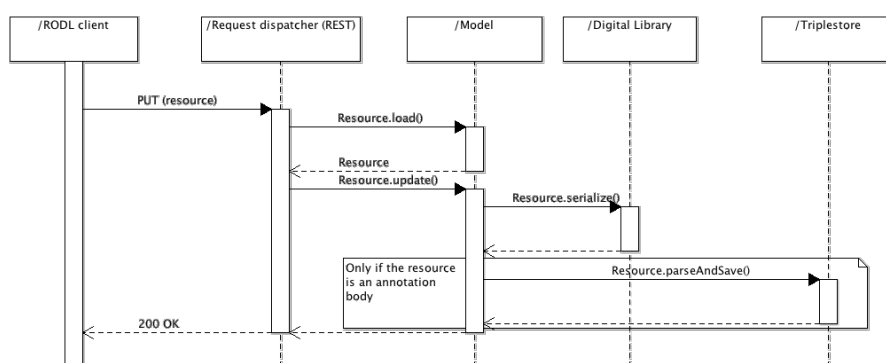 /RODL client
/Request dispatcher (REST)
/Model
/Digital Library
/Triplestore
PUT (resource)
Resource.load()
Resource
Resource.update()
Resource.serialize()
Only if the resource
is an annotation
body
Resource.parseAndSave()
200 OK